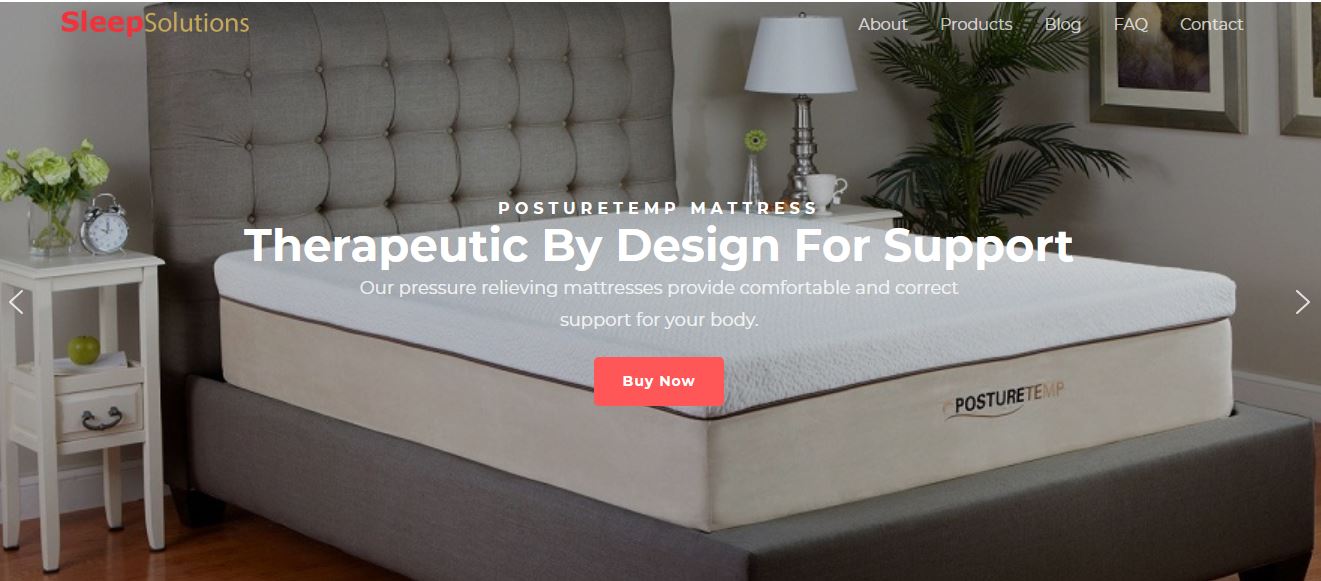 SleepSolutions
About Products Blog FAQ Contact
POSTURETEMP MATTRESS
Therapeutic By Design For Support
Our pressure relieving mattresses provide comfortable and correct
support for your body.
Buy Now
POSTURETEMP